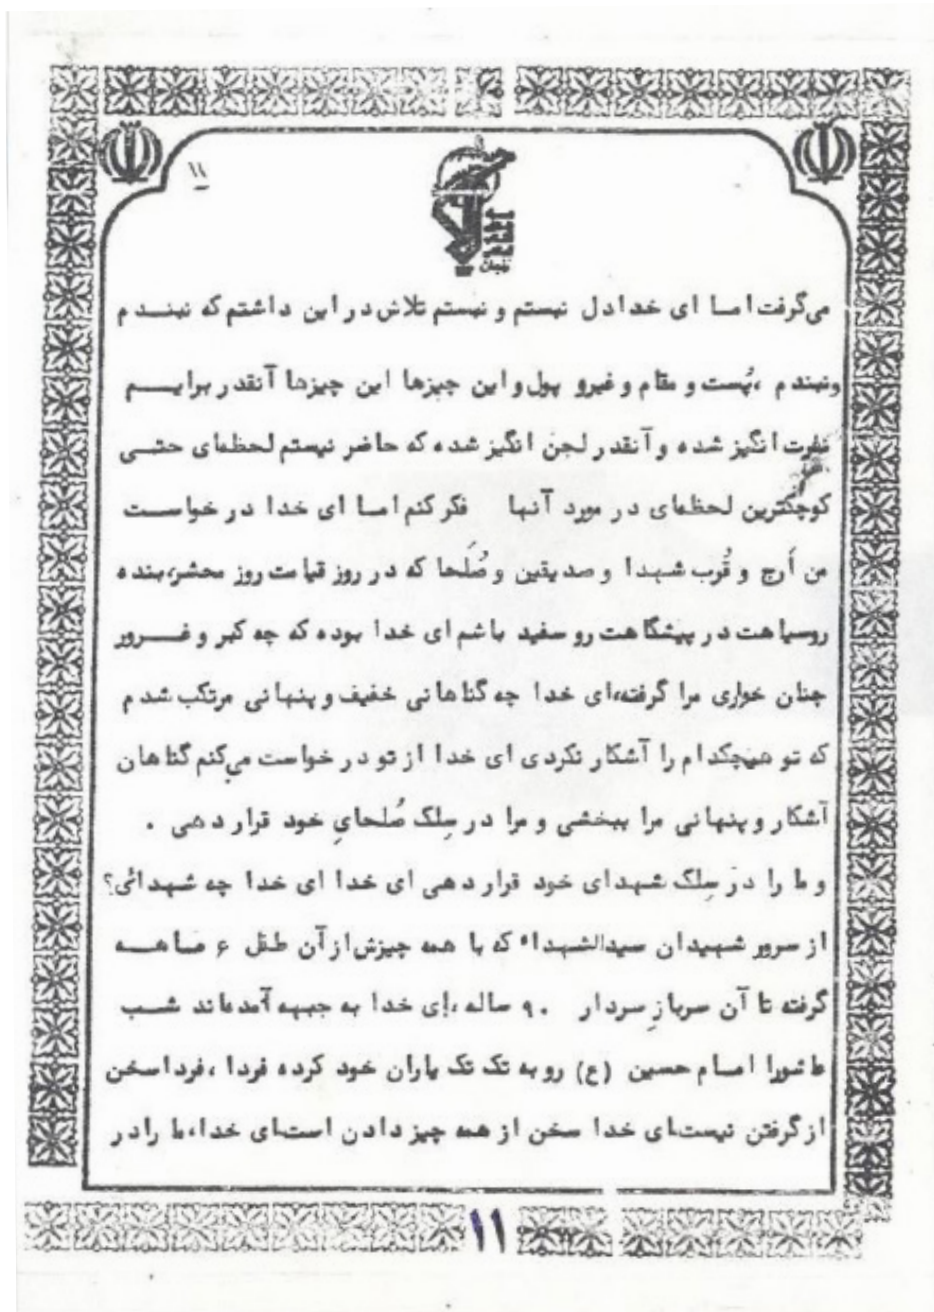 ۱۱
می‌گرفت اما ای خدا دل نبستم و نبستم تلاش در این داشتم که نبندم
ونبندم ،پُست و مقام و غیرو پول و این چیزها این چیزها آنقدر برایم
نفرت انگیز شده و آنقدر لجن انگیز شده که حاضر نیستم لحظه‌ای حتی
کوچکترین لحظه‌ای در مورد آنها فکر کنم اما ای خدا در خواست
من اَرج و قُرب شهدا و صدیقین و صُلَحا که در روز قیامت روز محشر،بنده
روسیاهت در پیشگاهت رو سفید باشم ای خدا بوده که چه کبر و غرور
چنان خواری مرا گرفته،ای خدا چه گناهانی خفیف و پنهانی مرتکب شدم
که تو هیچکدام را آشکار نکردی ای خدا از تو در خواست می‌کنم گناهان
آشکار و پنهانی مرا ببخشی و مرا در سِلک صُلحایِ خود قرار دهی .
و ما را در سِلک شهدای خود قرار دهی ای خدا ای خدا چه شهدائی؟
از سرور شهیدان سیدالشهداء که با همه چیزش از آن طفل ۶ ماهه
گرفته تا آن سربازِ سردار ۹۰ ساله ،اِی خدا به جبهه آمده‌اند شب
عاشورا امام حسین (ع) رو به تک تک یاران خود کرده فردا ،فردا سخن
از گرفتن نیست‌ای خدا سخن از همه چیز دادن است‌ای خدا،ما را در
۱۱